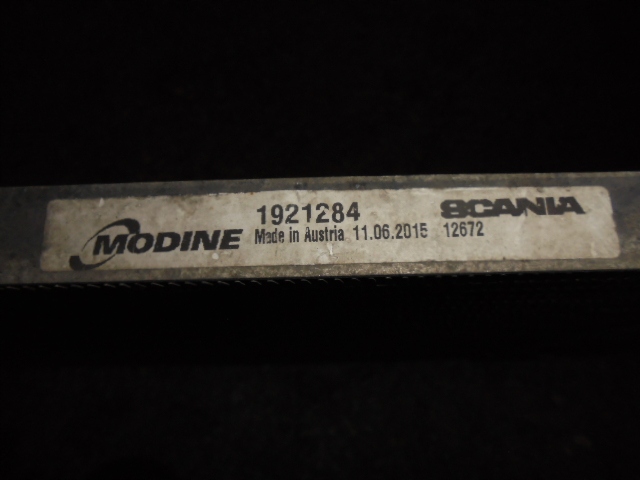 MODINE 1921284 SCANIA
Made in Austria 11.06.2015 12672